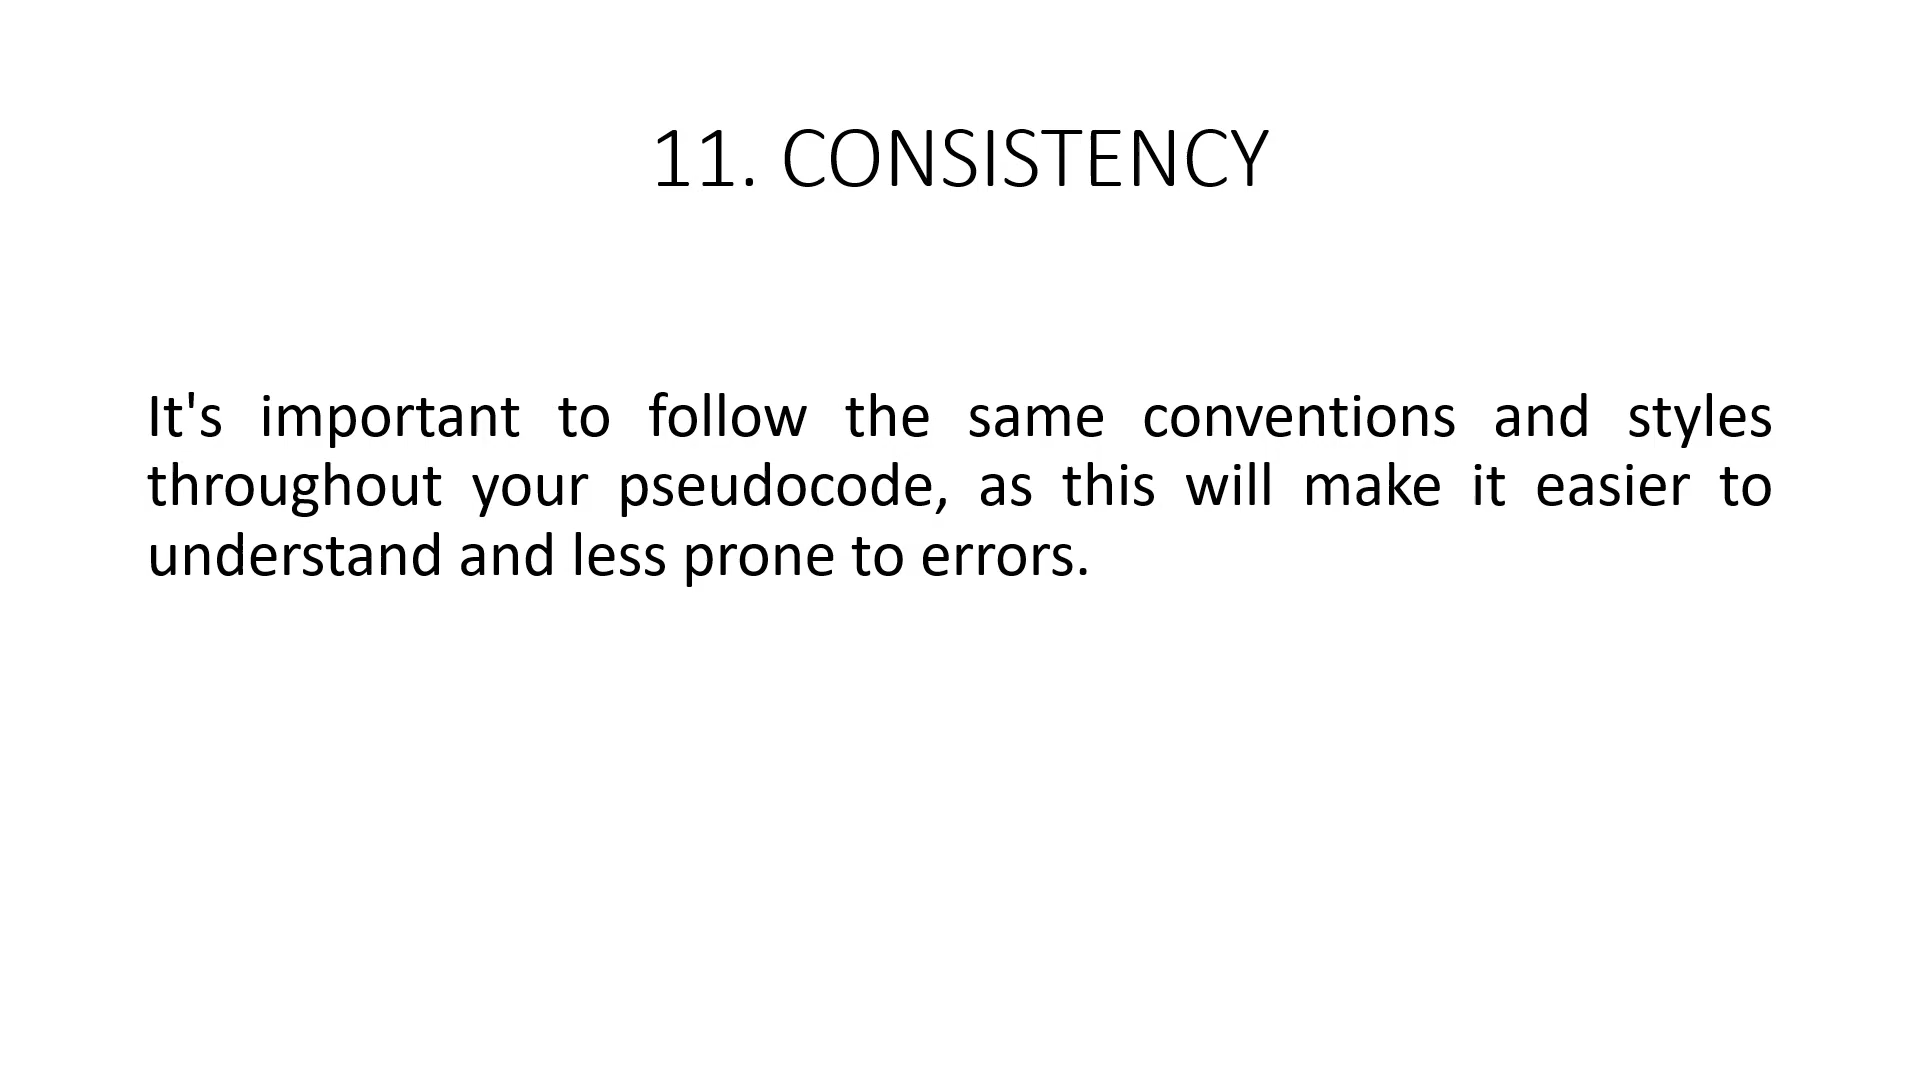 11. CONSISTENCY
It's important to follow the same conventions and styles
throughout your pseudocode, as this will make it easier to
understand and less prone to errors.